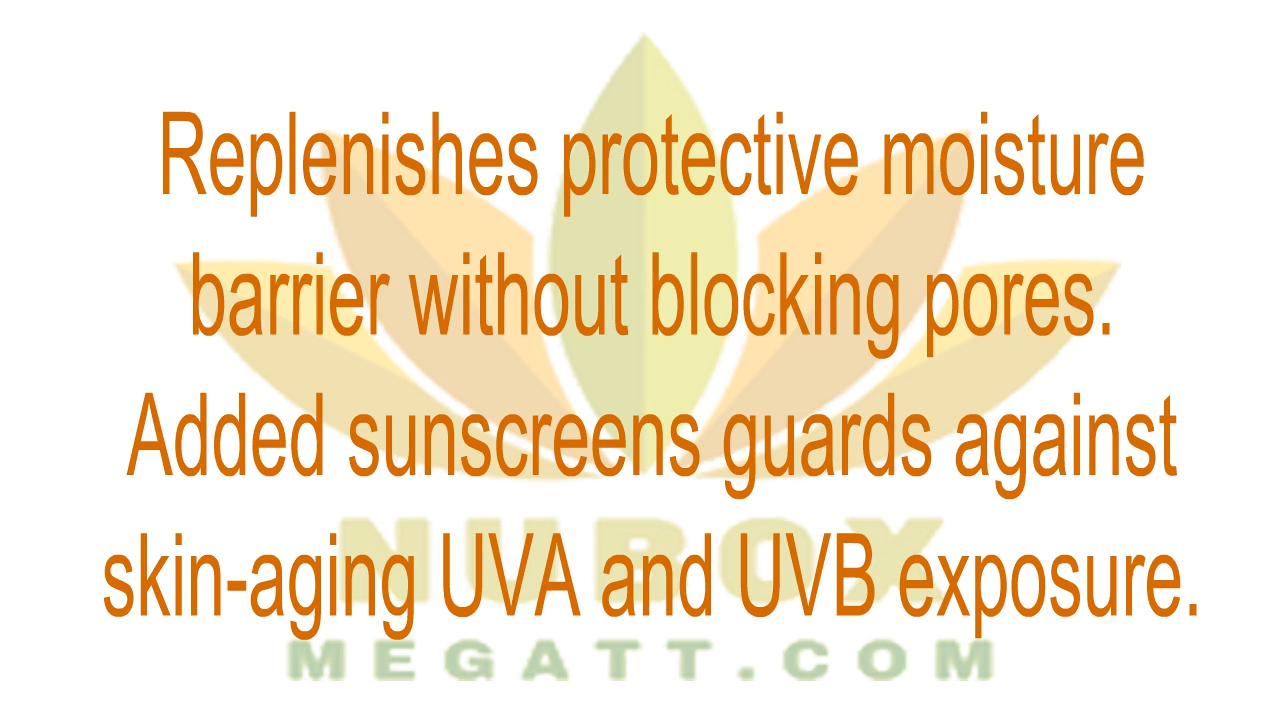 Replenishes protective moisture
barrier without blocking pores.
Added sunscreens guards against
skin-aging UVA and UVB exposure.
NUBOX
MEGATT.COM